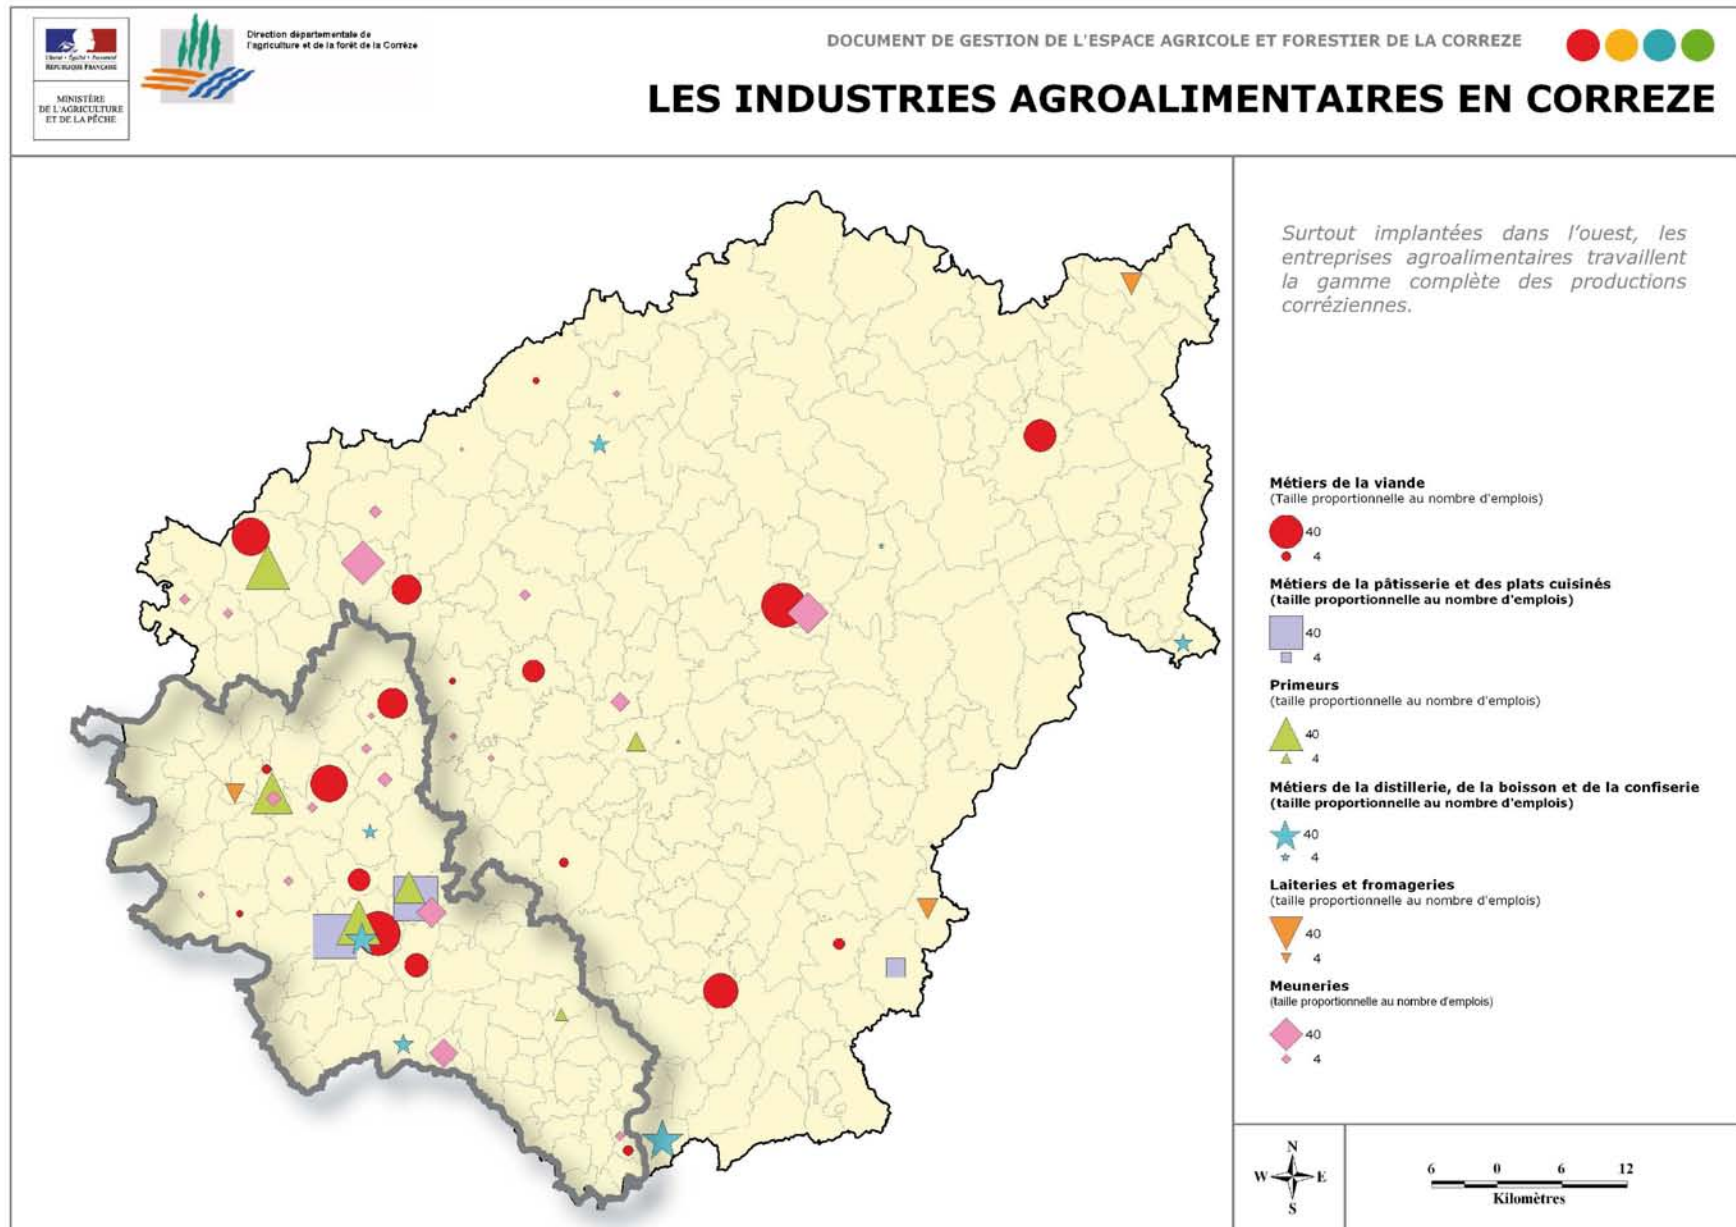 Liberté • Égalité • Fraternité
RÉPUBLIQUE FRANÇAISE
MINISTÈRE
DE L'AGRICULTURE
ET DE LA PÊCHE
Direction départementale de
l'agriculture et de la forêt de la Corrèze
DOCUMENT DE GESTION DE L'ESPACE AGRICOLE ET FORESTIER DE LA CORREZE
LES INDUSTRIES AGROALIMENTAIRES EN CORREZE
Surtout implantées dans l'ouest, les
entreprises agroalimentaires travaillent
la gamme complète des productions
corréziennes.
Métiers de la viande
(Taille proportionnelle au nombre d'emplois)
40
4
Métiers de la pâtisserie et des plats cuisinés
(taille proportionnelle au nombre d'emplois)
40
4
Primeurs
(taille proportionnelle au nombre d'emplois)
40
4
Métiers de la distillerie, de la boisson et de la confiserie
(taille proportionnelle au nombre d'emplois)
40
4
Laiteries et fromageries
(taille proportionnelle au nombre d'emplois)
40
4
Meuneries
(taille proportionnelle au nombre d'emplois)
40
4
N
W E
S
6 0 6 12
Kilomètres